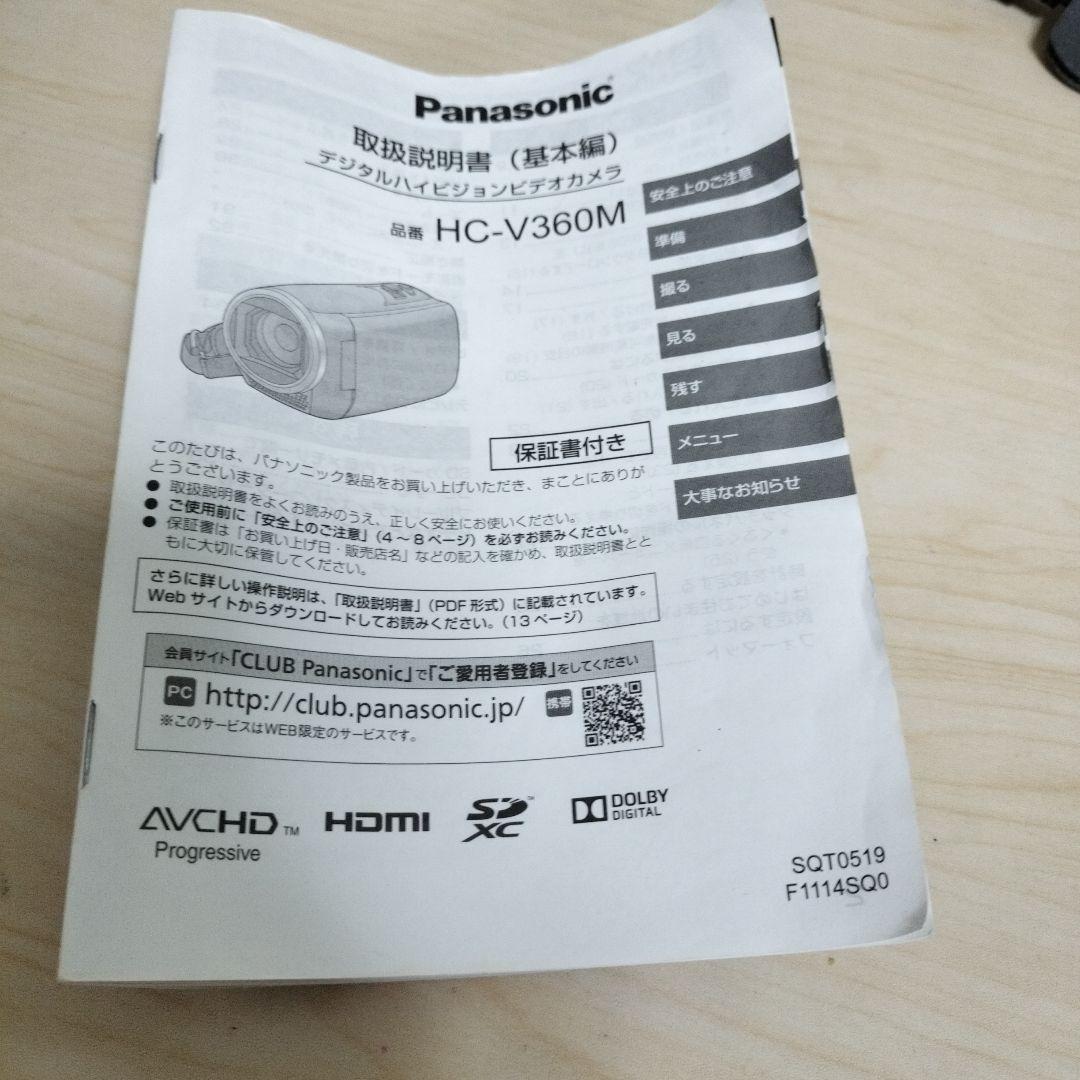 Panasonic
取扱説明書（基本編）
デジタルハイビジョンビデオカメラ
品番 HC-V360M
安全上のご注意
準備
撮る
見る
残す
メニュー
大事なお知らせ
保証書付き
このたびは、パナソニック製品をお買い上げいただき、まことにありが
とうございます。
● 取扱説明書をよくお読みのうえ、正しく安全にお使いください。
● ご使用前に「安全上のご注意」（4～8ページ）を必ずお読みください。
● 保証書は「お買い上げ日・販売店名」などの記入を確かめ、取扱説明書とと
もに大切に保管してください。
さらに詳しい操作説明は、「取扱説明書」（PDF形式）に記載されています。
Webサイトからダウンロードしてお読みください。（13ページ）
会員サイト「CLUB Panasonic」で「ご愛用者登録」をしてください
PC http://club.panasonic.jp/ 携帯
※このサービスはWEB限定のサービスです。
AVCHD TM
Progressive
HDMI
SD XC TM
DOLBY
DIGITAL
SQT0519
F1114SQ0